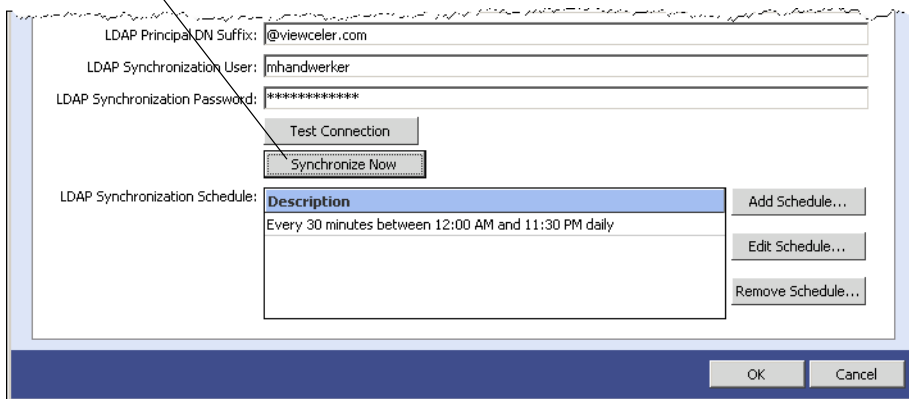 LDAP Principal DN Suffix: @viewceler.com
LDAP Synchronization User: mhandwerker
LDAP Synchronization Password: ************
Test Connection
Synchronize Now
LDAP Synchronization Schedule: Description
Add Schedule...
Every 30 minutes between 12:00 AM and 11:30 PM daily
Edit Schedule...
Remove Schedule...
OK Cancel